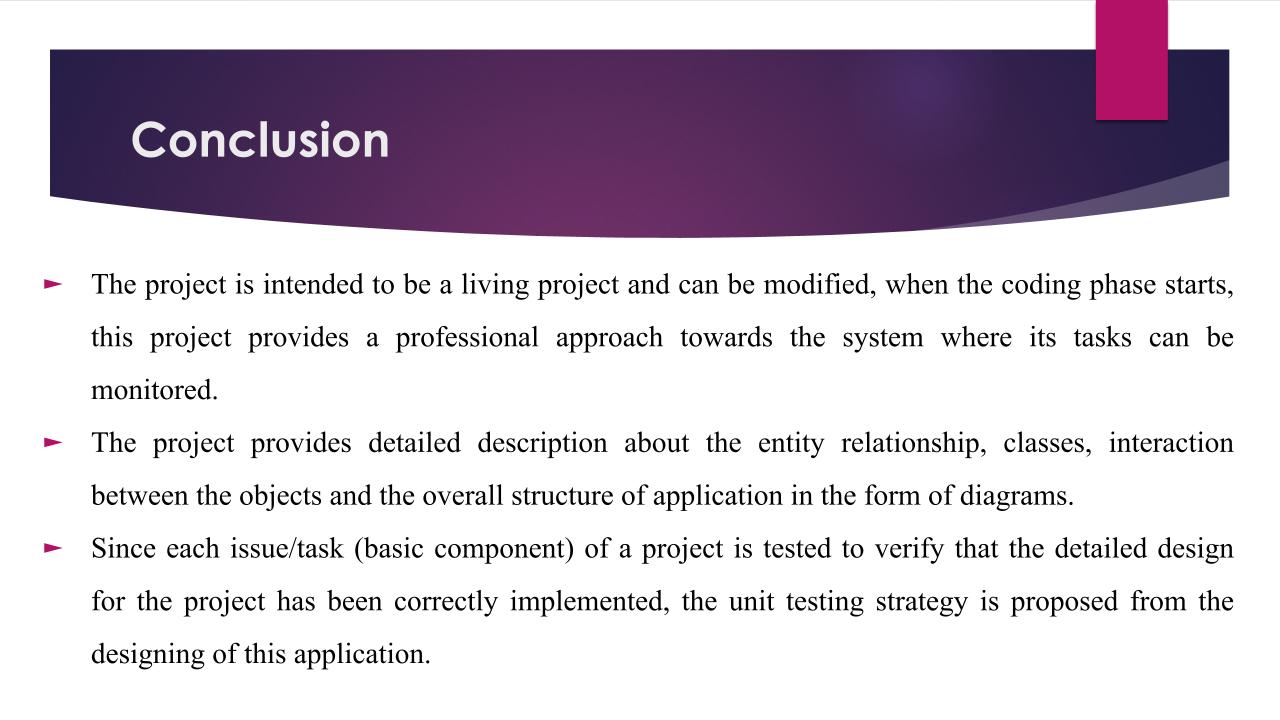 Conclusion
► The project is intended to be a living project and can be modified, when the coding phase starts,
this project provides a professional approach towards the system where its tasks can be
monitored.
► The project provides detailed description about the entity relationship, classes, interaction
between the objects and the overall structure of application in the form of diagrams.
► Since each issue/task (basic component) of a project is tested to verify that the detailed design
for the project has been correctly implemented, the unit testing strategy is proposed from the
designing of this application.